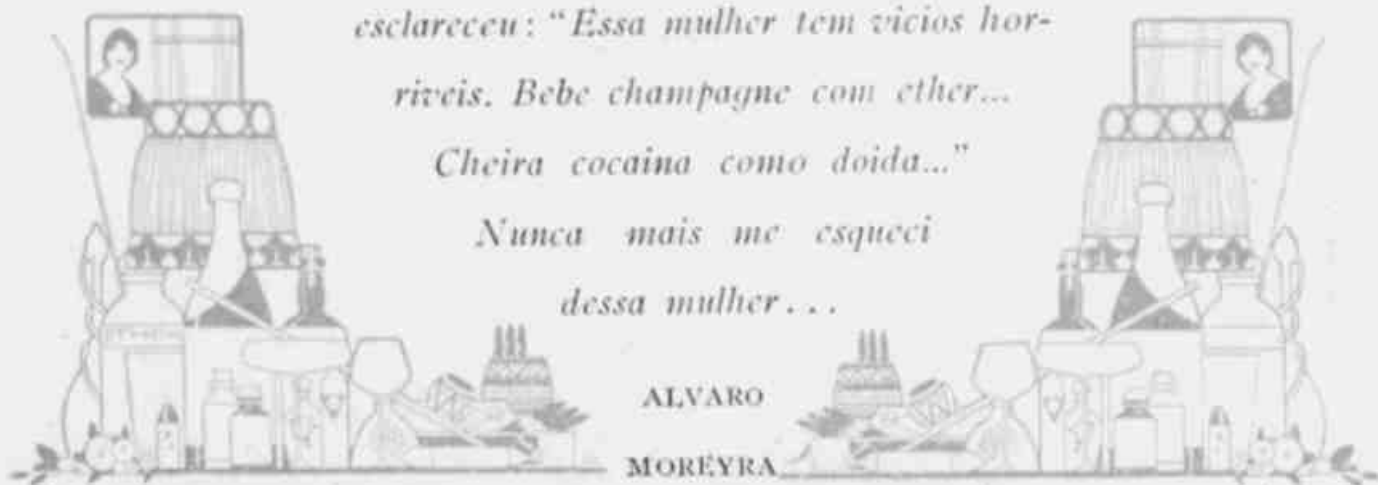 esclareceu: “Essa mulher tem vicios hor-
riveis. Bebe champagne com ether...
Cheira cocaina como doida...”
Nunca mais me esqueci
dessa mulher...
ETHER
ALVARO
MOREYRA